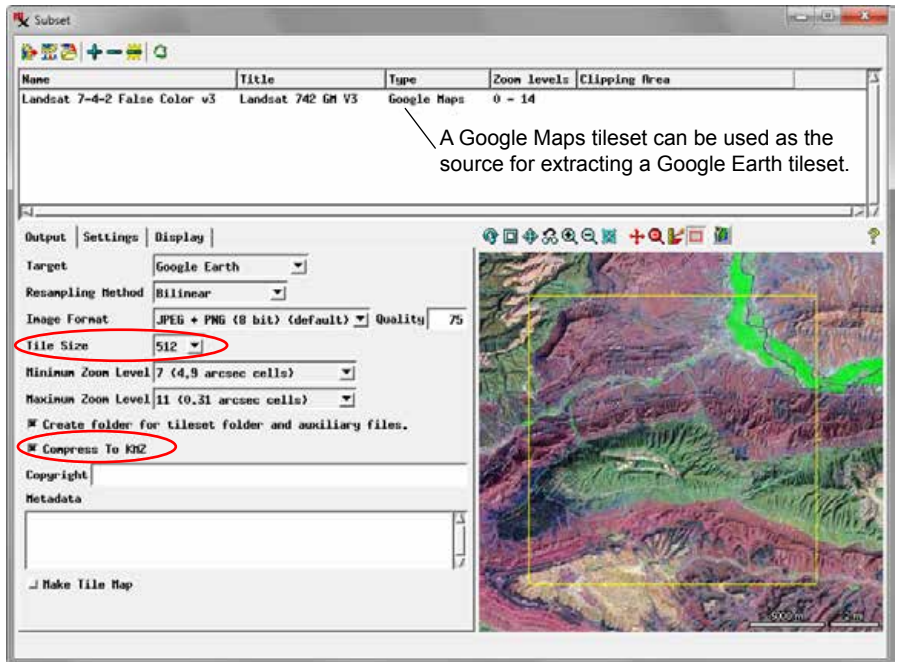 Subset
Name Title Type Zoom levels Clipping Area
Landsat 7-4-2 False Color v3 Landsat 742 GM V3 Google Maps 0 - 14
A Google Maps tileset can be used as the
source for extracting a Google Earth tileset.
Output Settings Display
?
Target Google Earth
Resampling Method Bilinear
Image Format JPEG + PNG (8 bit) (default) Quality 75
Tile Size 512
Minimum Zoom Level 7 (4.9 arcsec cells)
Maximum Zoom Level 11 (0.31 arcsec cells)
Create folder for tileset folder and auxiliary files.
Compress To KMZ
Copyright
Metadata
Make Tile Map
5000 m